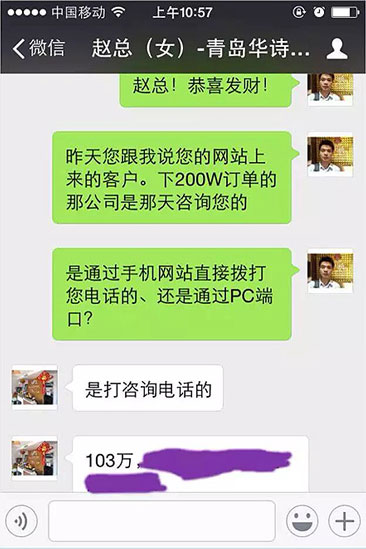 中国移动 上午10:57
微信 赵总（女）-青岛华诗...
赵总！恭喜发财！
昨天您跟我说您的网站上
来的客户。下200W订单的
那公司是那天咨询您的
是通过手机网站直接拨打
您电话的、还是通过PC端
口?
是打咨询电话的
103万,